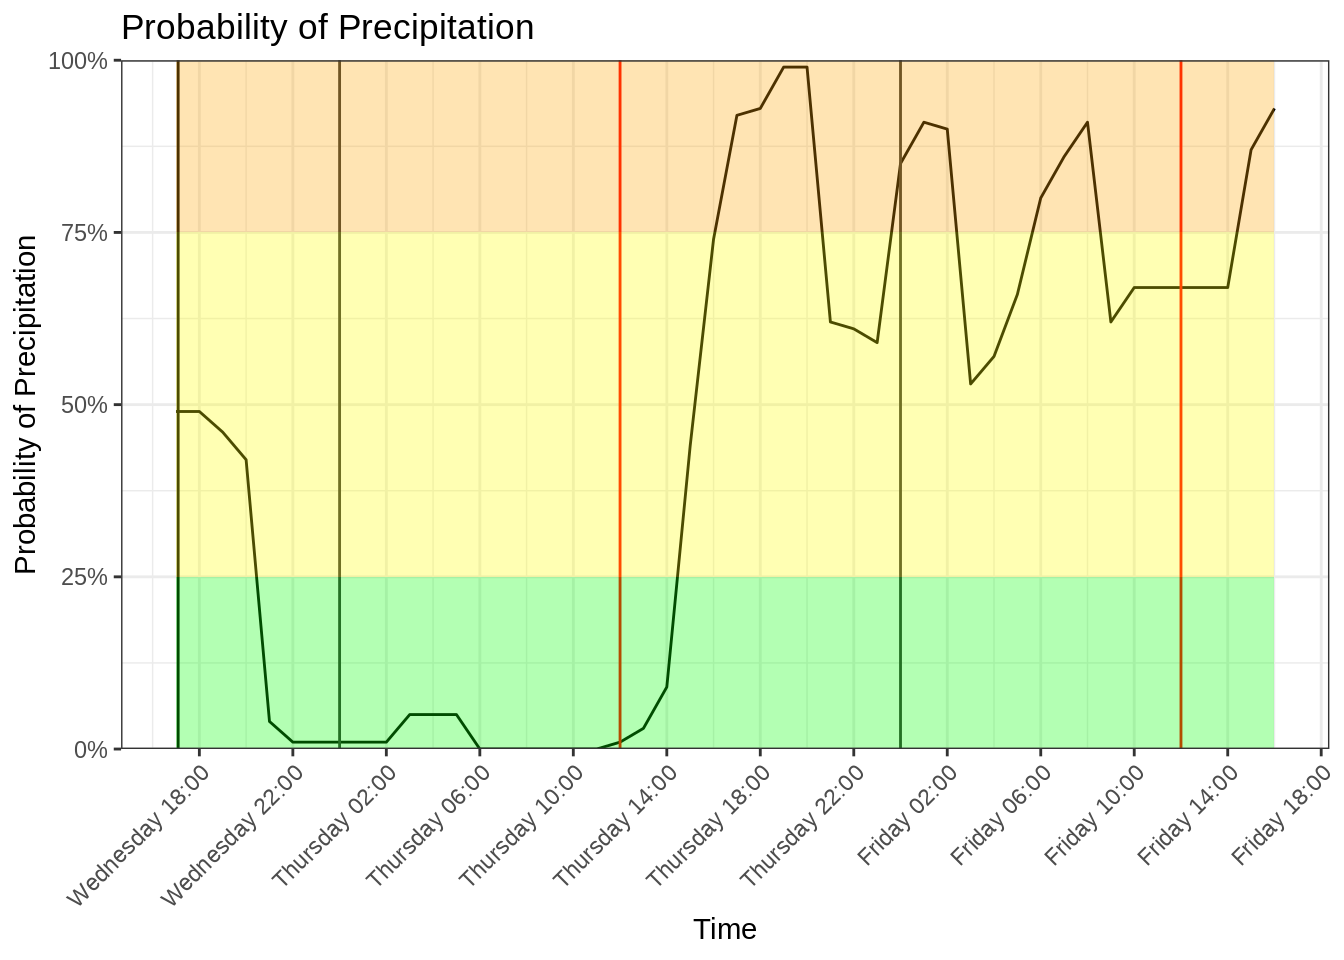 Probability of Precipitation
100%
75%
50%
25%
0%
Probability of Precipitation
Wednesday 18:00
Wednesday 22:00
Thursday 02:00
Thursday 06:00
Thursday 10:00
Thursday 14:00
Thursday 18:00
Thursday 22:00
Friday 02:00
Friday 06:00
Friday 10:00
Friday 14:00
Friday 18:00
Time